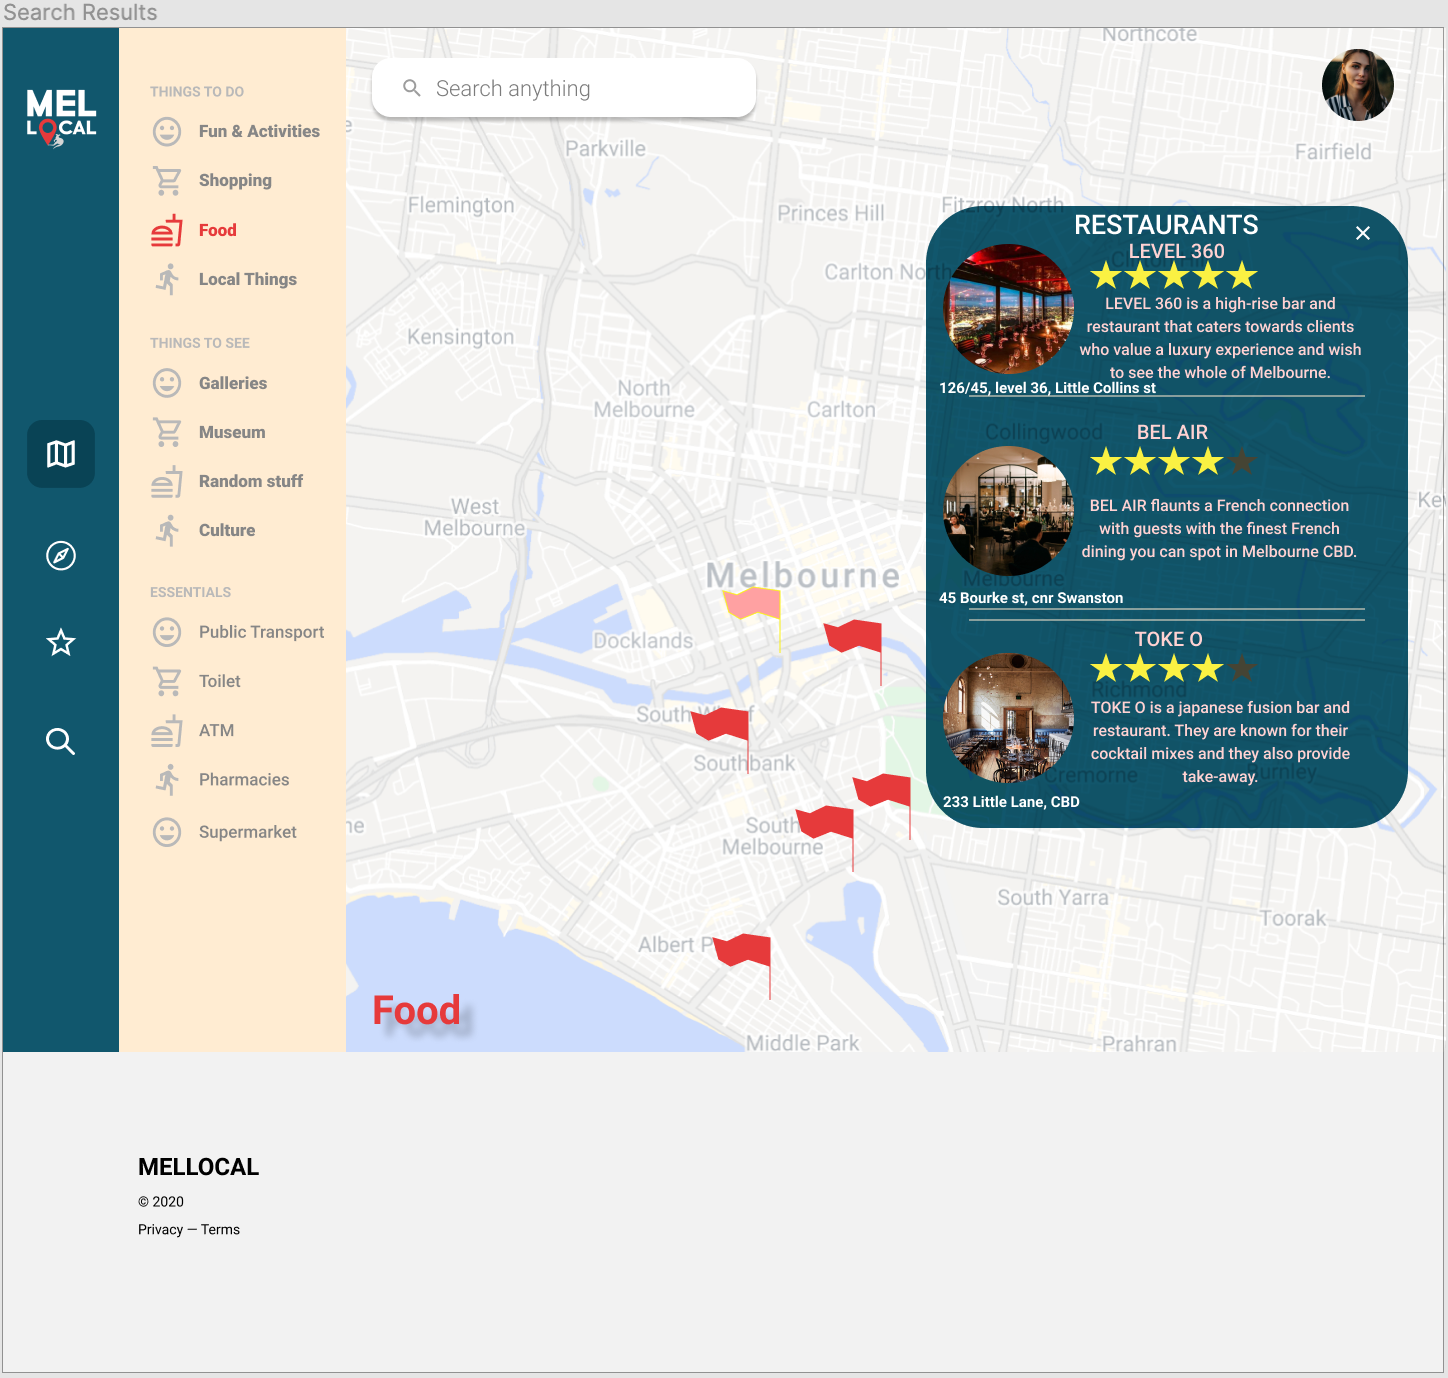 Search Results
MEL
LOCAL
THINGS TO DO
Fun & Activities
Shopping
Food
Local Things
THINGS TO SEE
Galleries
Museum
Random stuff
Culture
ESSENTIALS
Public Transport
Toilet
ATM
Pharmacies
Supermarket
Search anything
Northcote
Parkville
Fairfield
Flemington
Princes Hill
Fitzroy North
Carlton North
Kensington
North
Melbourne
Carlton
West
Melbourne
Melbourne
Docklands
Southbank
South
Melbourne
South Yarra
Toorak
Middle Park
Prahran
Food
RESTAURANTS
LEVEL 360
LEVEL 360 is a high-rise bar and
restaurant that caters towards clients
who value a luxury experience and wish
to see the whole of Melbourne.
126/45, level 36, Little Collins st
Collingwood
BEL AIR
BEL AIR flaunts a French connection
with guests with the finest French
dining you can spot in Melbourne CBD.
Melbourne
45 Bourke st, cnr Swanston
TOKE O
Richmond
TOKE O is a japanese fusion bar and
restaurant. They are known for their
cocktail mixes and they also provide
take-away.
Cremorne
Burnley
233 Little Lane, CBD
MELLOCAL
© 2020
Privacy — Terms